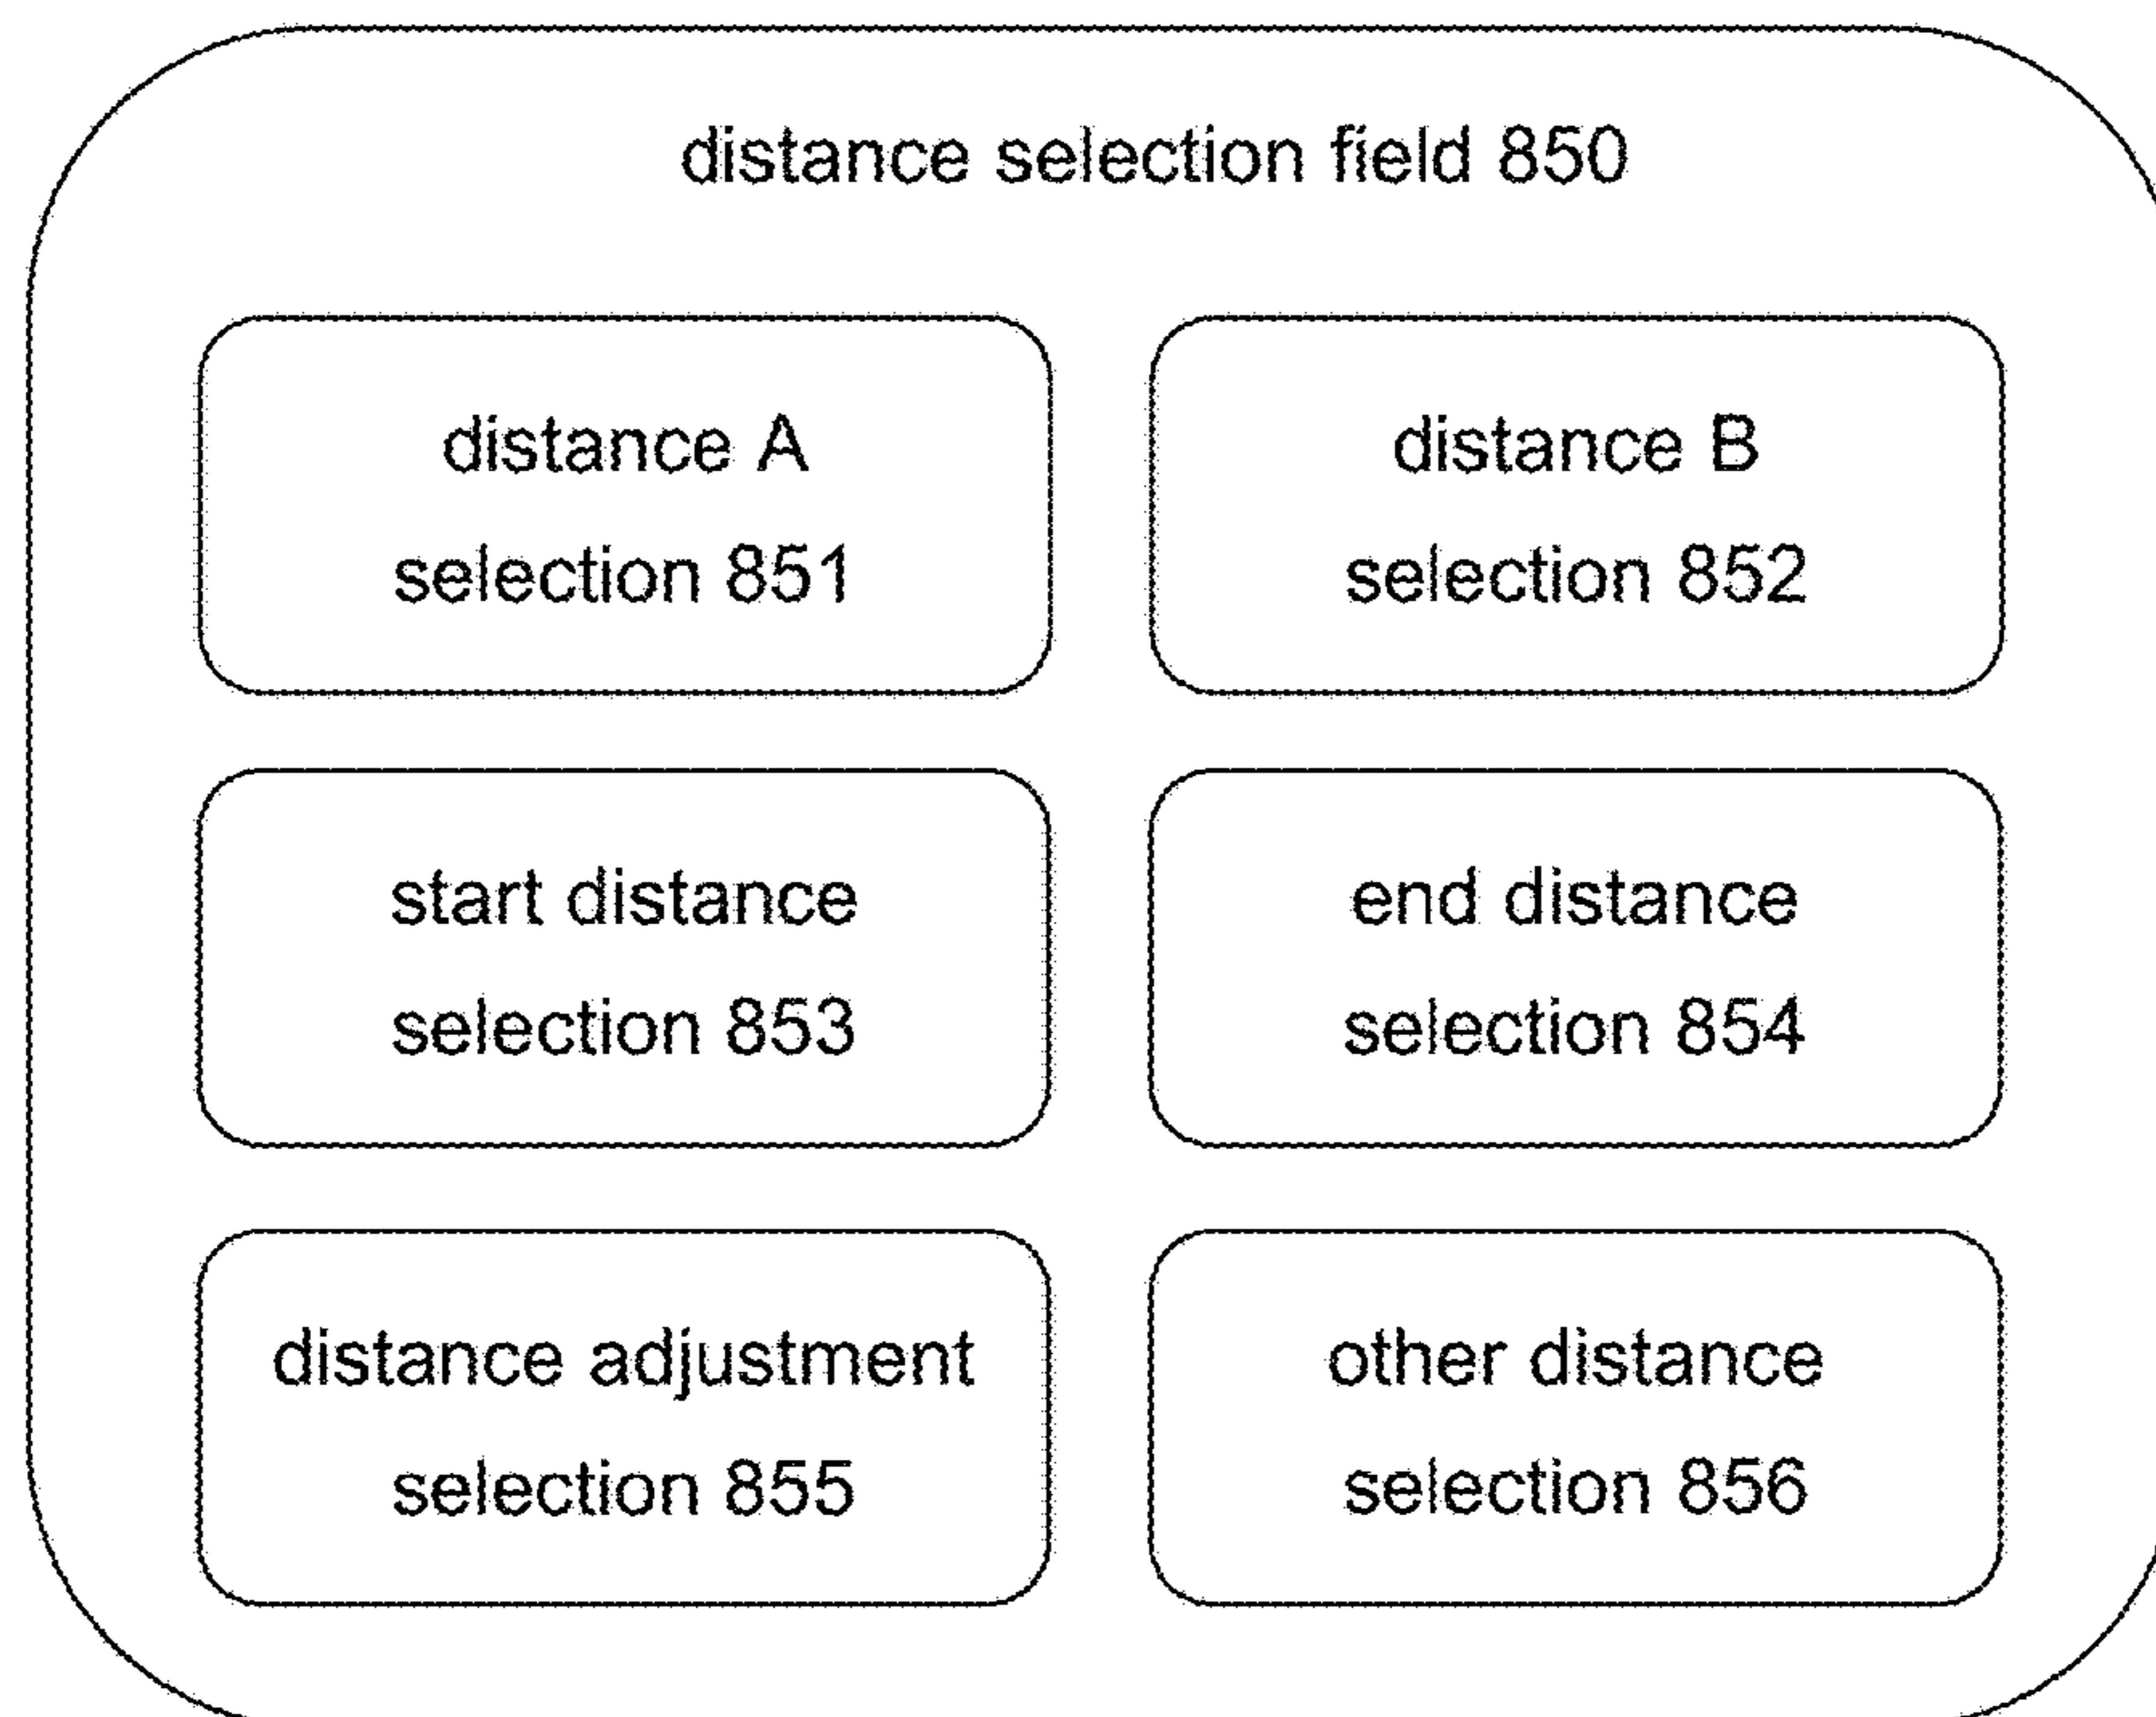 distance selection field 850
distance A
selection 851
distance B
selection 852
start distance
selection 853
end distance
selection 854
distance adjustment
selection 855
other distance
selection 856